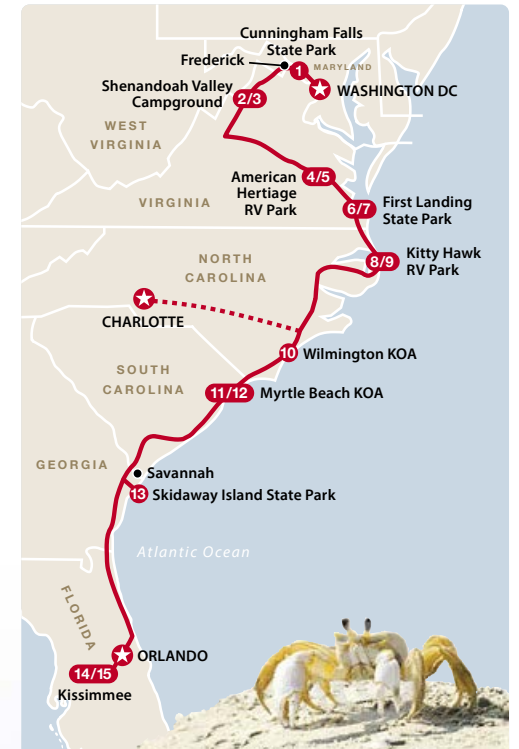 Cunningham Falls
State Park
Frederick
1
MARYLAND
WASHINGTON DC
Shenandoah Valley
Campground
2/3
WEST
VIRGINIA
American
Hertiage
RV Park
4/5
VIRGINIA
6/7
First Landing
State Park
8/9
Kitty Hawk
RV Park
NORTH
CAROLINA
CHARLOTTE
10
Wilmington KOA
SOUTH
CAROLINA
11/12
Myrtle Beach KOA
GEORGIA
Savannah
13
Skidaway Island State Park
Atlantic Ocean
FLORIDA
ORLANDO
14/15
Kissimmee